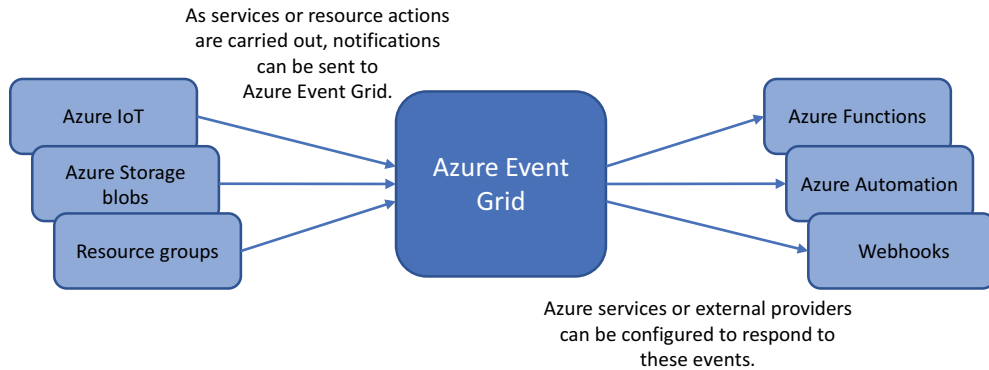 As services or resource actions
are carried out, notifications
can be sent to
Azure Event Grid.
Azure IoT
Azure Storage
blobs
Resource groups
Azure Event
Grid
Azure Functions
Azure Automation
Webhooks
Azure services or external providers
can be configured to respond to
these events.